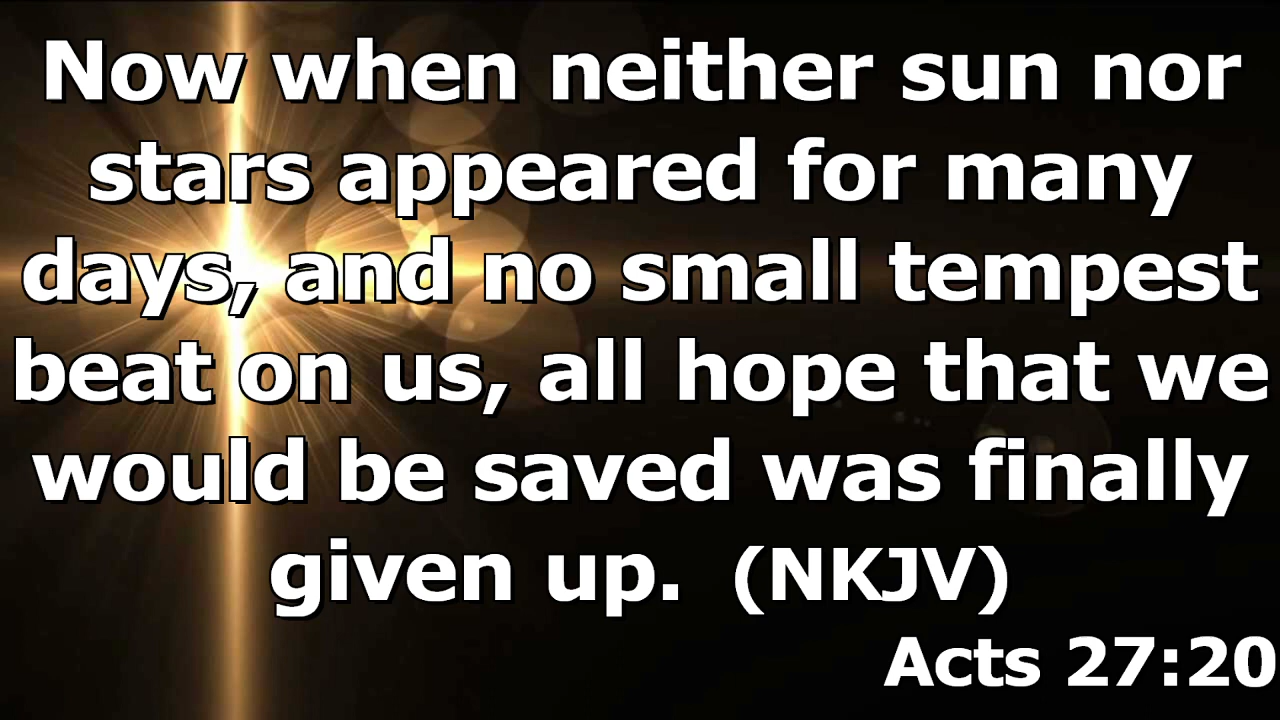 Now when neither sun nor
stars appeared for many
days, and no small tempest
beat on us, all hope that we
would be saved was finally
given up.  (NKJV)
Acts 27:20